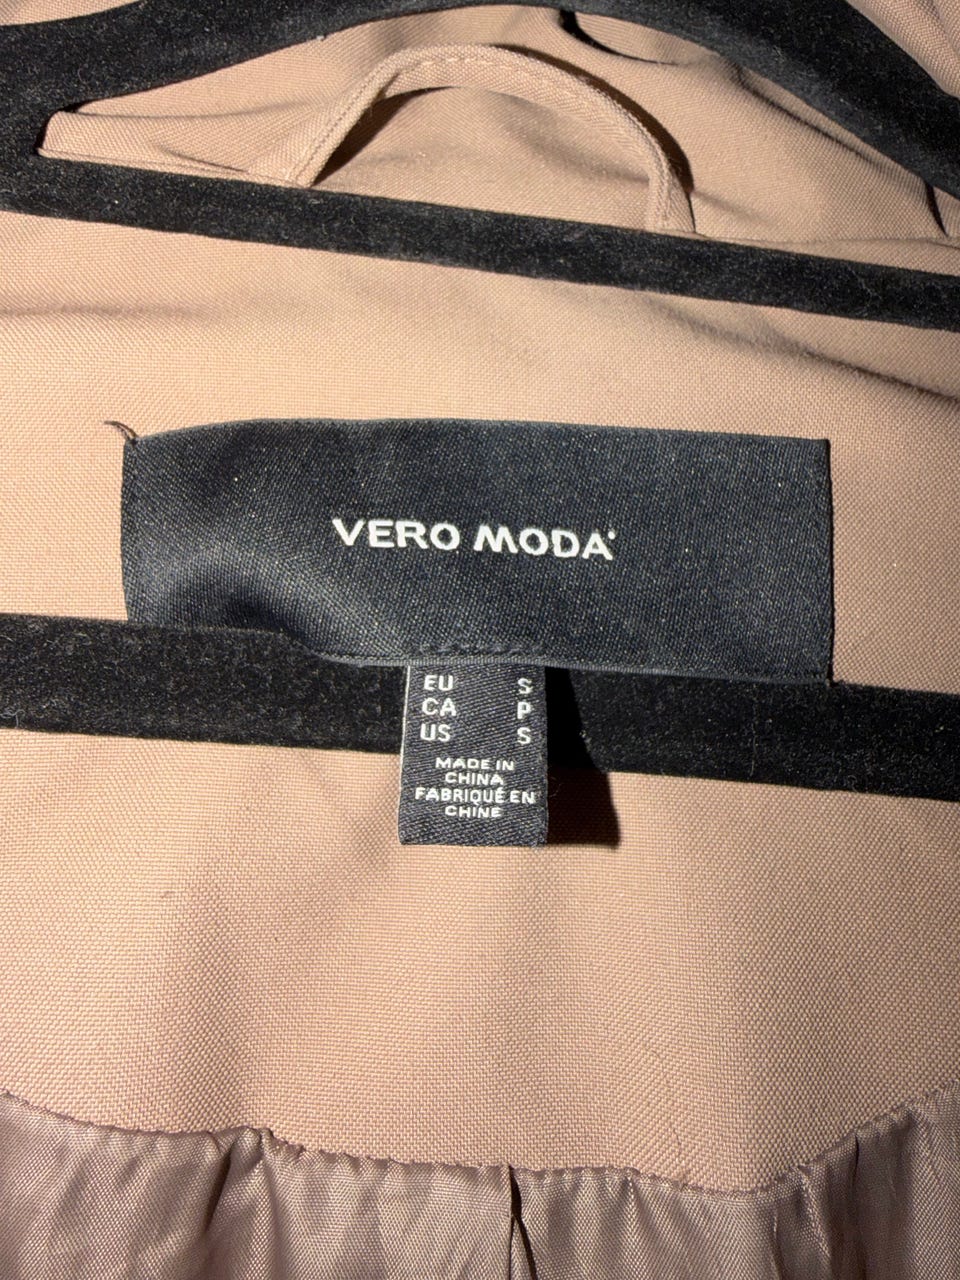 VERO MODA
EU S
CA P
US S
MADE IN
CHINA
FABRIQUÉ EN
CHINE